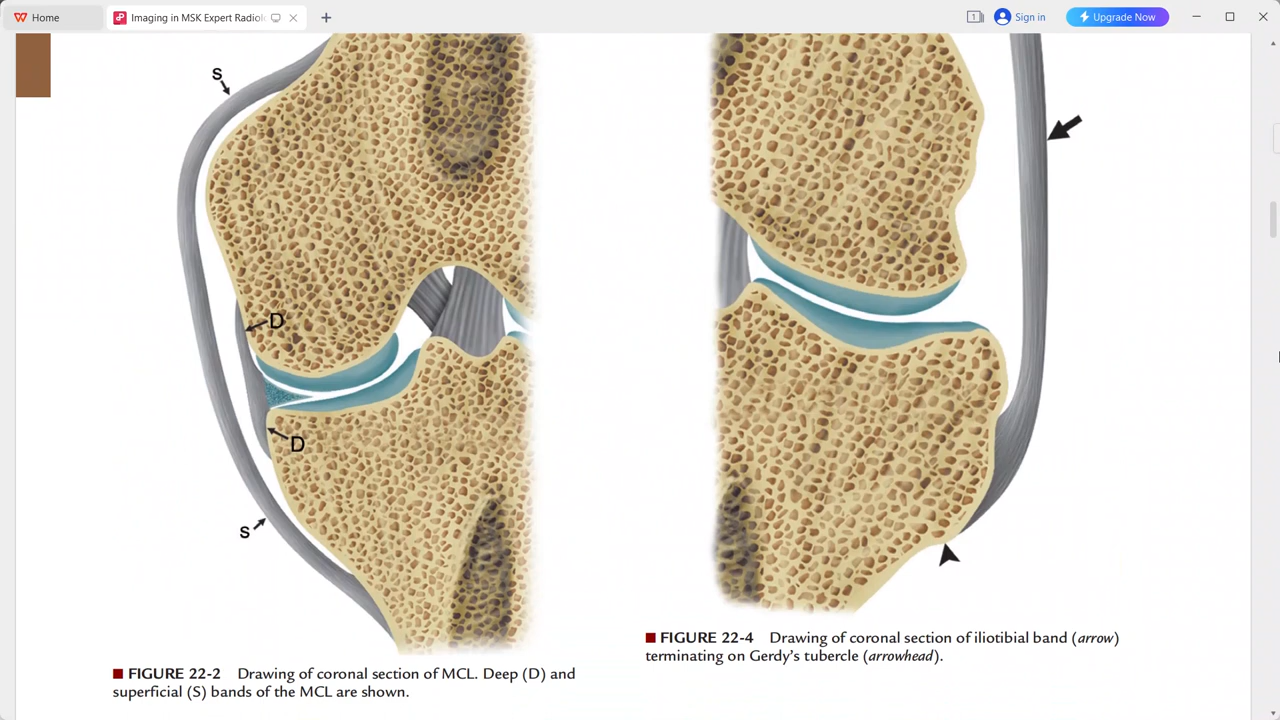 Home
Imaging in MSK Expert Radiolo
1
Sign in
Upgrade Now
S
D
D
S
■ FIGURE 22-2 Drawing of coronal section of MCL. Deep (D) and
superficial (S) bands of the MCL are shown.
■ FIGURE 22-4 Drawing of coronal section of iliotibial band (arrow)
terminating on Gerdy's tubercle (arrowhead).